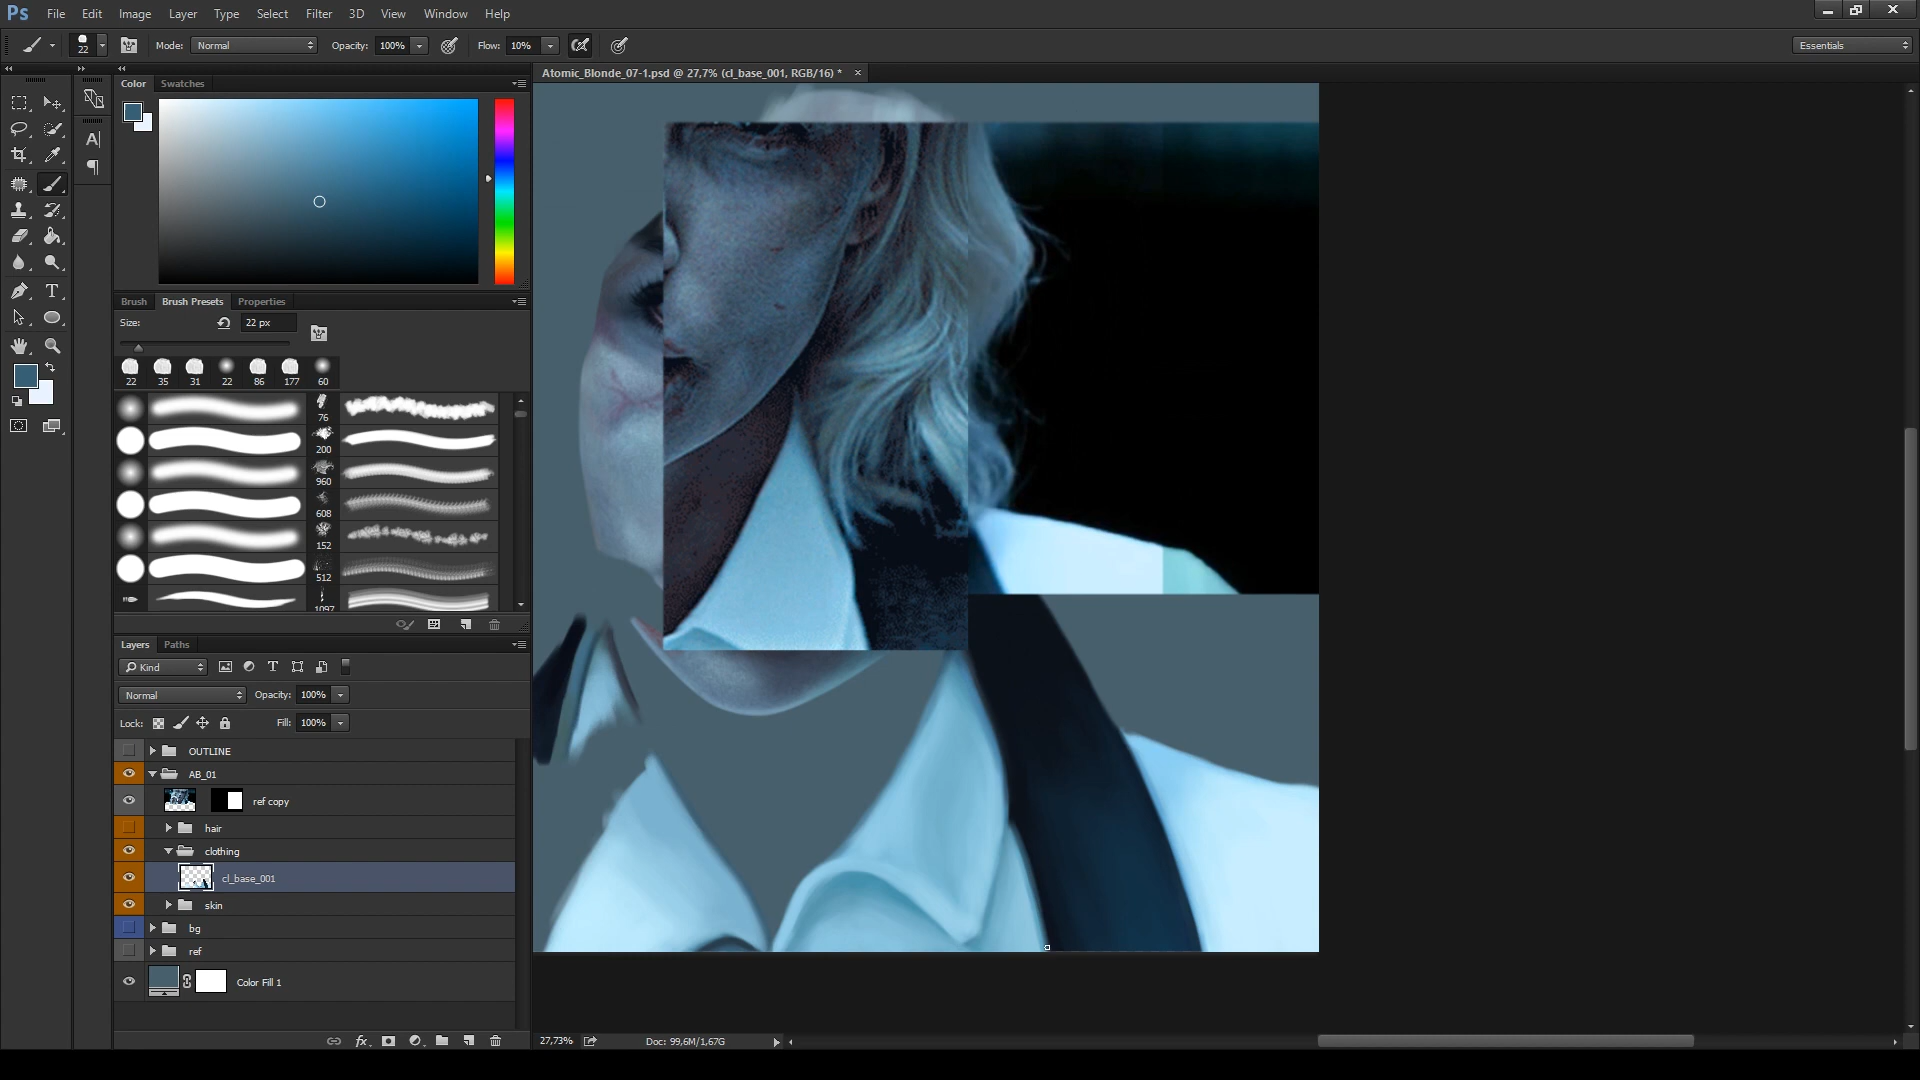 Ps File Edit Image Layer Type Select Filter 3D View Window Help
22 Mode: Normal Opacity: 100% Flow: 10% Essentials
Color Swatches
Atomic_Blonde_07-1.psd @ 27,7% (cl_base_001, RGB/16) * ×
A
T
Brush Brush Presets Properties
Size: 22 px
22 35 31 22 86 177 60
76
200
960
608
152
512
1097
Layers Paths
Kind T
Normal Opacity: 100%
Lock: Fill: 100%
OUTLINE
AB_01
ref copy
hair
clothing
cl_base_001
skin
bg
ref
Color Fill 1
fx
27,73% Doc: 99,6M/1,67G